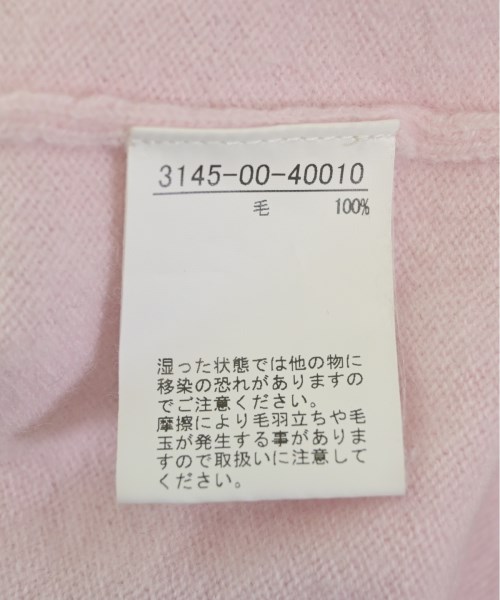 3145-00-40010
毛 100%
湿った状態では他の物に
移染の恐れがありますの
でご注意ください。
摩擦により毛羽立ちや毛
玉が発生する事がありま
すので取扱いに注意して
ください。